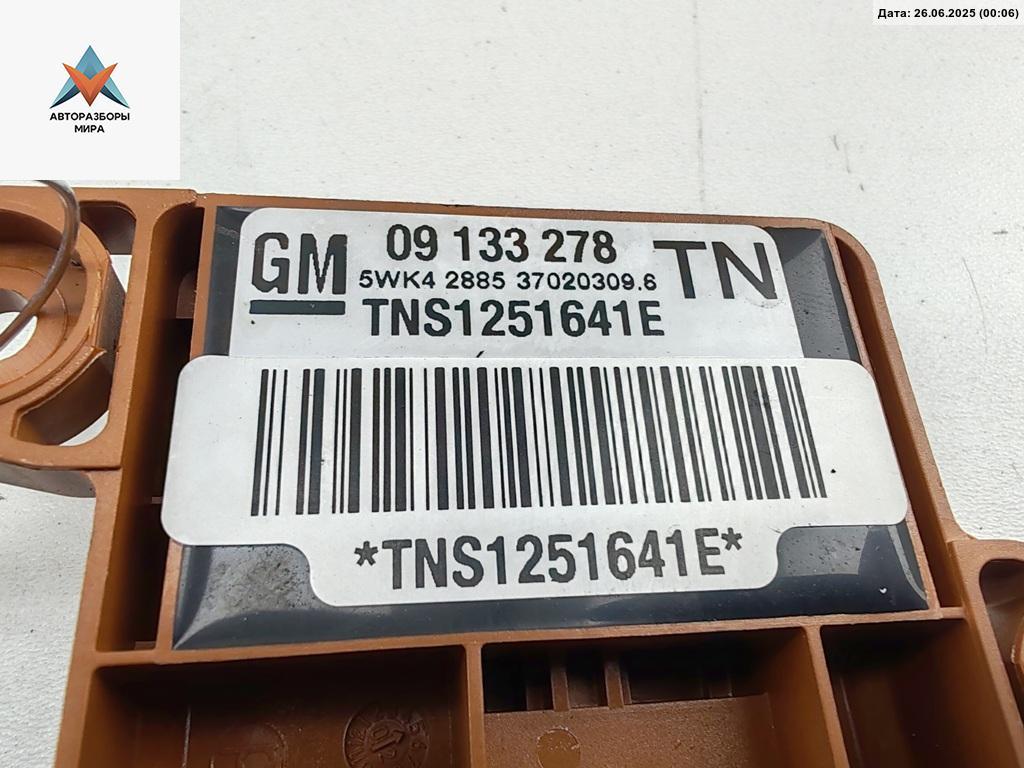 Дата: 26.06.2025 (00:06)
АВТОРАЗБОРЫ
МИРА
GM
09 133 278
TN
5WK4 2885 37020309.6
TNS1251641E
*TNS1251641E*